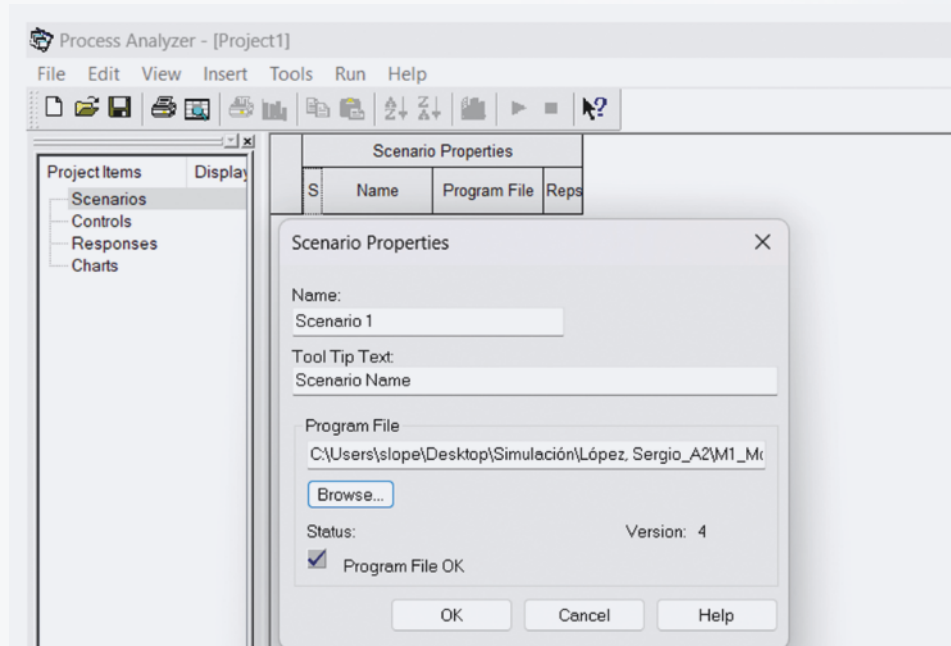 Process Analyzer - [Project1]
File Edit View Insert Tools Run Help
Project Items Display
Scenarios
Controls
Responses
Charts
Scenario Properties
S Name Program File Reps
Scenario Properties
Name:
Scenario 1
Tool Tip Text:
Scenario Name
Program File
C:\Users\slope\Desktop\Simulación\López, Sergio_A2\M1_Mo
Browse...
Status: Version: 4
Program File OK
OK Cancel Help